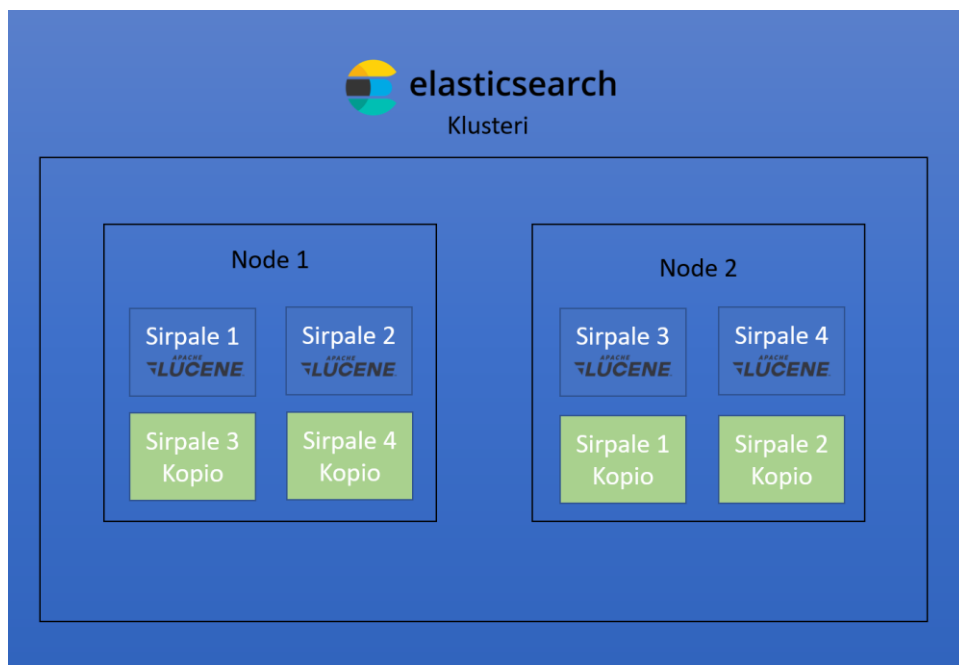 elasticsearch
Klusteri
Node 1
Sirpale 1
APACHE
LUCENE
Sirpale 2
APACHE
LUCENE
Sirpale 3
Kopio
Sirpale 4
Kopio
Node 2
Sirpale 3
APACHE
LUCENE
Sirpale 4
APACHE
LUCENE
Sirpale 1
Kopio
Sirpale 2
Kopio